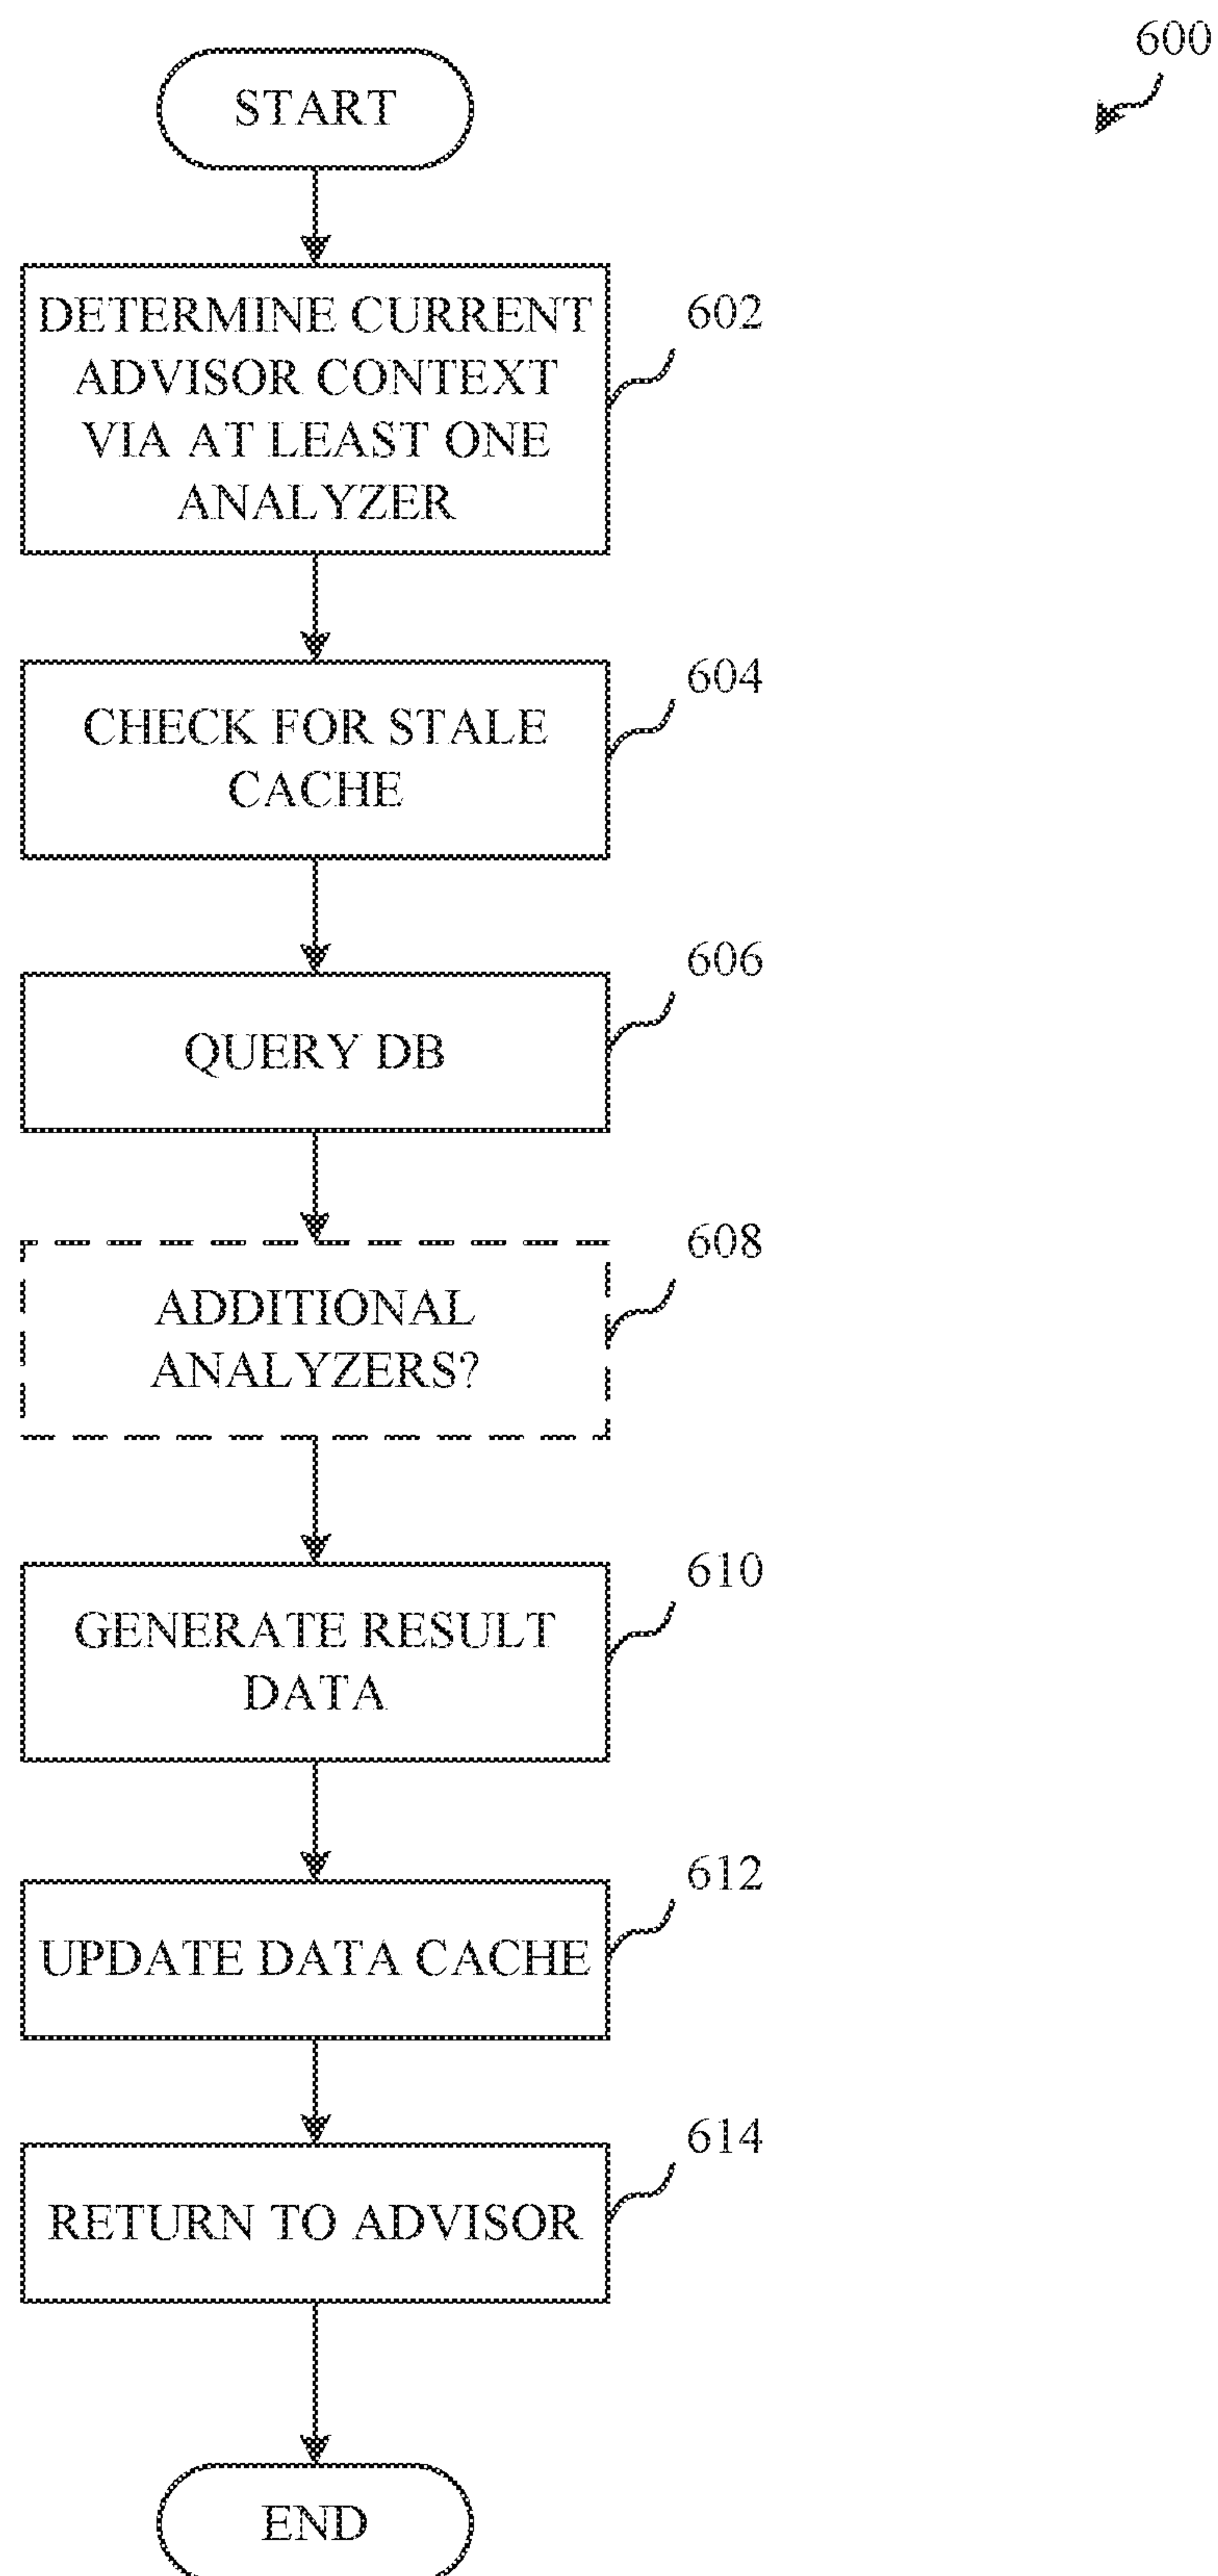 600
START
DETERMINE CURRENT
ADVISOR CONTEXT
VIA AT LEAST ONE
ANALYZER
602
CHECK FOR STALE
CACHE
604
QUERY DB
606
ADDITIONAL
ANALYZERS?
608
GENERATE RESULT
DATA
610
UPDATE DATA CACHE
612
RETURN TO ADVISOR
614
END